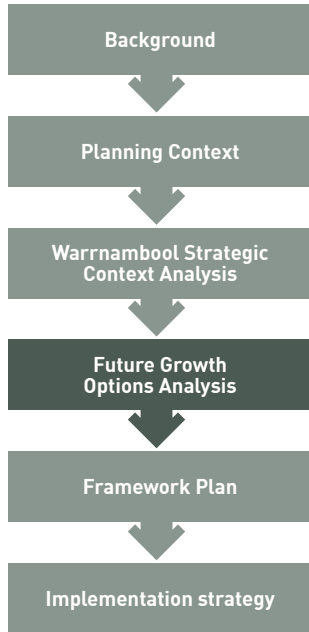 Background
Planning Context
Warrnambool Strategic
Context Analysis
Future Growth
Options Analysis
Framework Plan
Implementation strategy